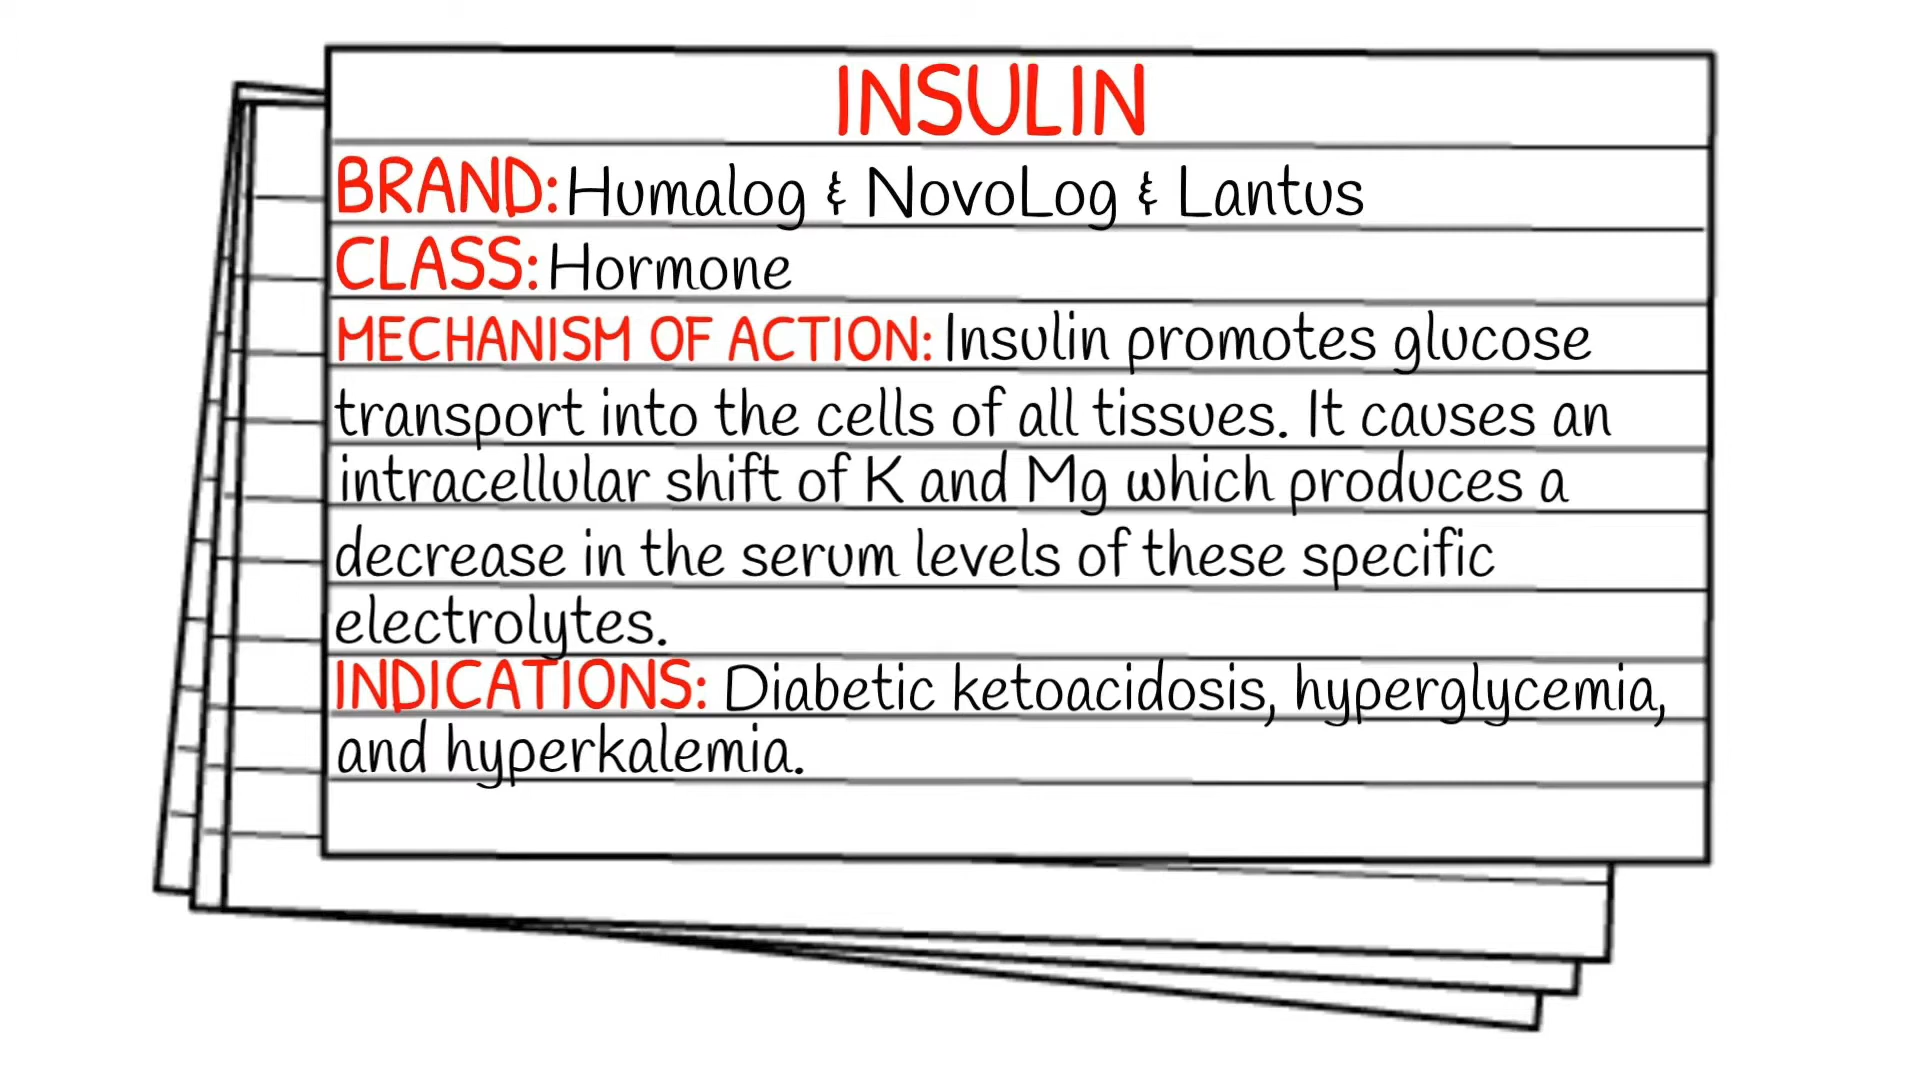 INSULIN
BRAND: Humalog & NovoLog & Lantus
CLASS: Hormone
MECHANISM OF ACTION: Insulin promotes glucose
transport into the cells of all tissues. It causes an
intracellular shift of K and Mg which produces a
decrease in the serum levels of these specific
electrolytes.
INDICATIONS: Diabetic ketoacidosis, hyperglycemia,
and hyperkalemia.